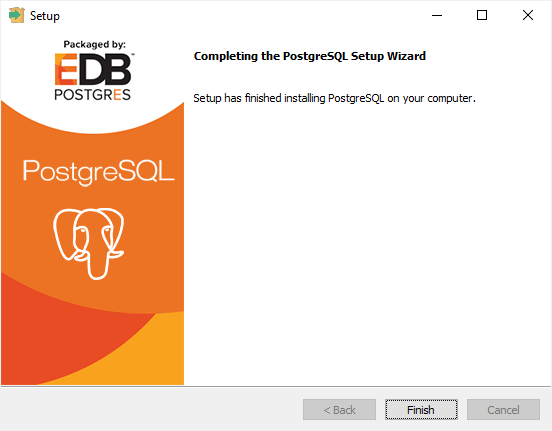 Setup
Packaged by:
EDB™
POSTGRES
PostgreSQL
Completing the PostgreSQL Setup Wizard
Setup has finished installing PostgreSQL on your computer.
< Back
Finish
Cancel